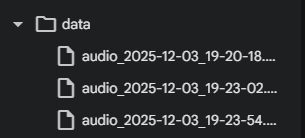 data
audio_2025-12-03_19-20-18....
audio_2025-12-03_19-23-02....
audio_2025-12-03_19-23-54....